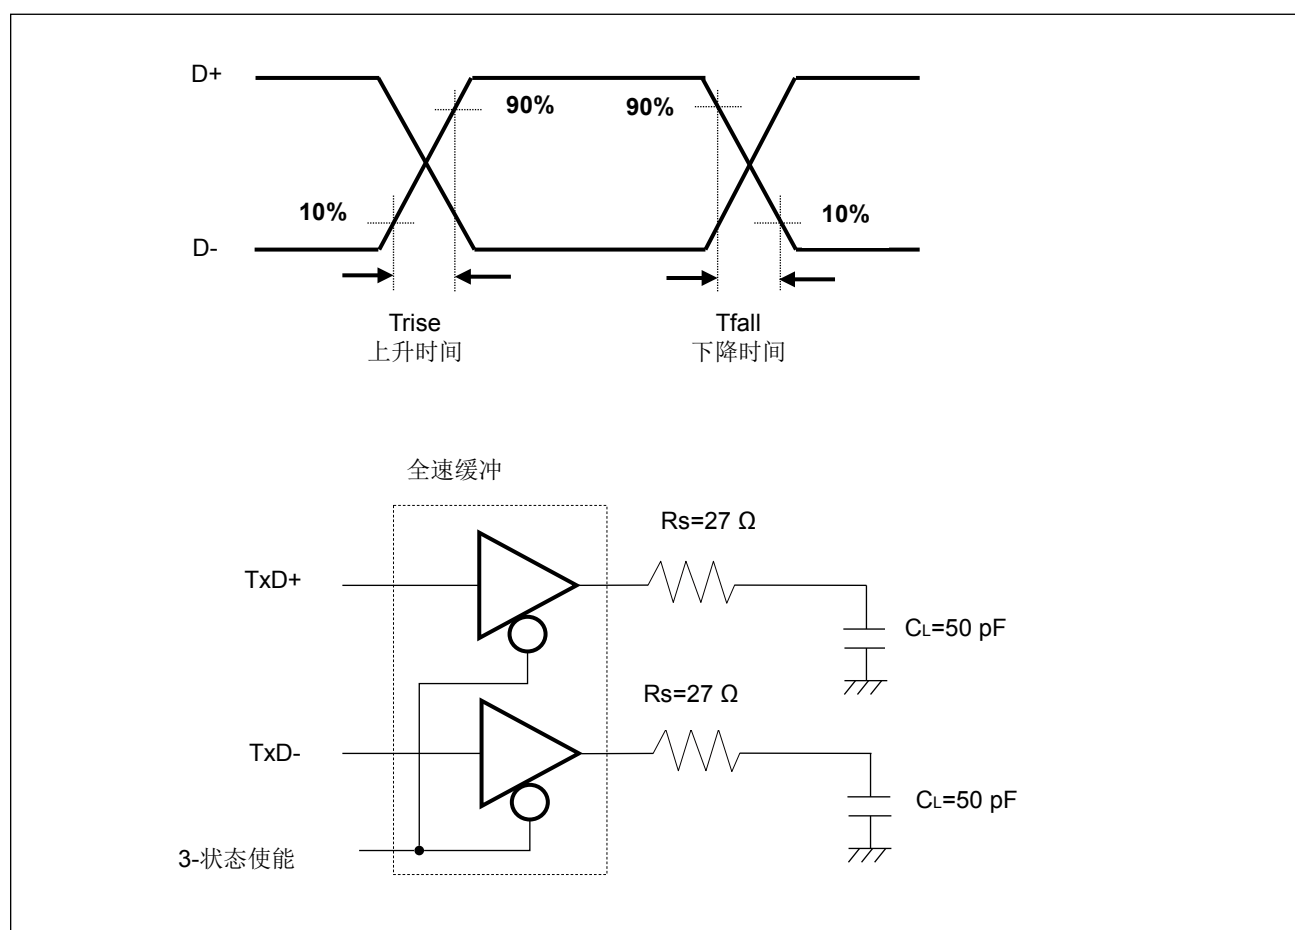 D+
90%
90%
10%
10%
D-
Trise
上升时间
Tfall
下降时间
全速缓冲
Rs=27 Ω
TxD+
CL=50 pF
Rs=27 Ω
TxD-
CL=50 pF
3-状态使能